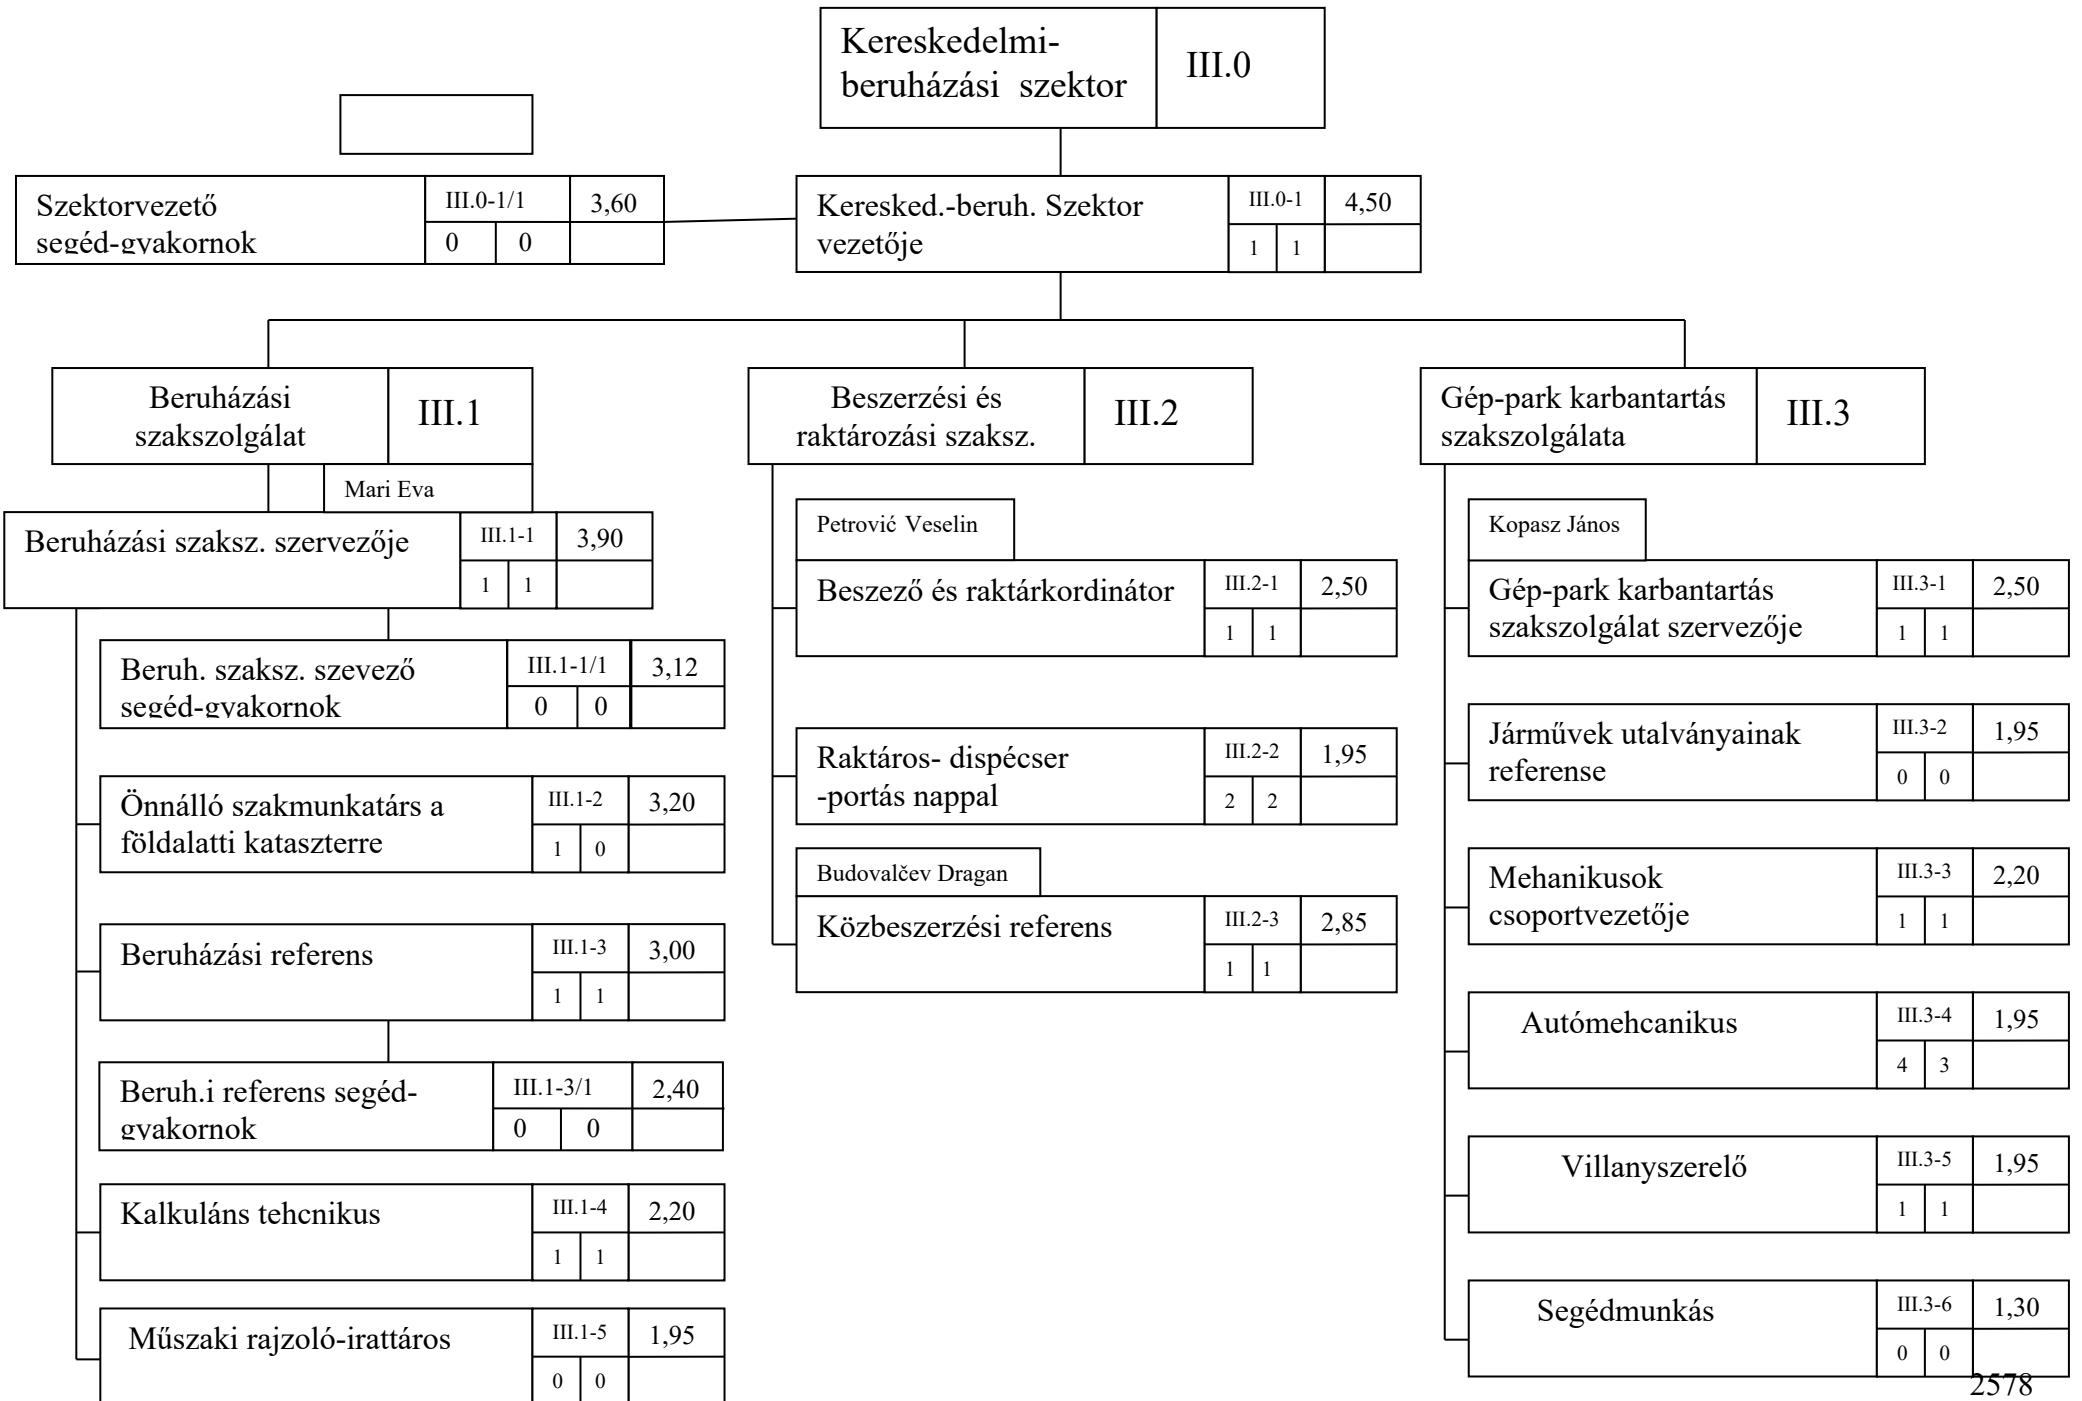 Kereskedelmi-
beruházási szektor
III.0
Szektorvezető
segéd-gyakornok
III.0-1/1
3,60
0
0
Keresked.-beruh. Szektor
vezetője
III.0-1
4,50
1
1
Beruházási
szakszolgálat
III.1
Mari Eva
Beruházási szaksz. szervezője
III.1-1
3,90
1
1
Beruh. szaksz. szevező
segéd-gyakornok
III.1-1/1
3,12
0
0
Önnálló szakmunkatárs a
földalatti kataszterre
III.1-2
3,20
1
0
Beruházási referens
III.1-3
3,00
1
1
Beruh.i referens segéd-
gyakornok
III.1-3/1
2,40
0
0
Kalkuláns tehcnikus
III.1-4
2,20
1
1
Műszaki rajzoló-irattáros
III.1-5
1,95
0
0
Beszerzési és
raktározási szaksz.
III.2
Petrović Veselin
Beszező és raktárkordinátor
III.2-1
2,50
1
1
Raktáros- dispécser
-portás nappal
III.2-2
1,95
2
2
Budovalčev Dragan
Közbeszerzési referens
III.2-3
2,85
1
1
Gép-park karbantartás
szakszolgálata
III.3
Kopasz János
Gép-park karbantartás
szakszolgálat szervezője
III.3-1
2,50
1
1
Járművek utalványainak
referense
III.3-2
1,95
0
0
Mehanikusok
csoportvezetője
III.3-3
2,20
1
1
Autómehcanikus
III.3-4
1,95
4
3
Villanyszerelő
III.3-5
1,95
1
1
Segédmunkás
III.3-6
1,30
0
0
2578